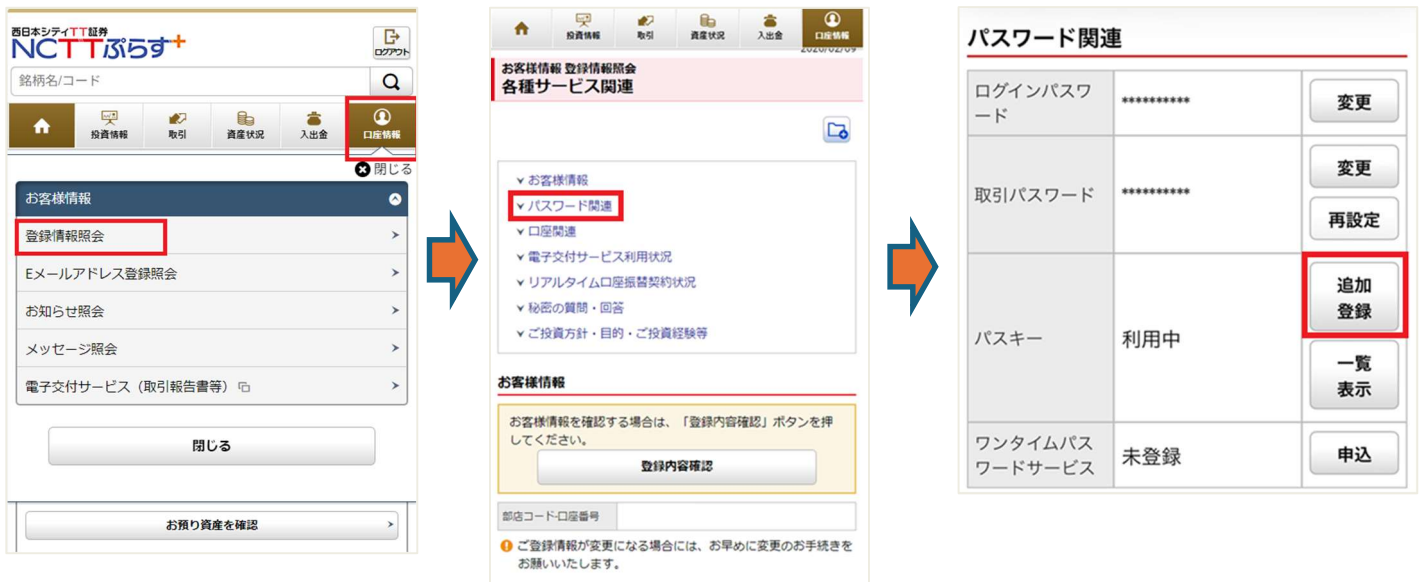 西日本シティTT証券
NCTTぷらす+
ログアウト
銘柄名/コード
投資情報
取引
資産状況
入出金
口座情報
閉じる
お客様情報
登録情報照会
Eメールアドレス登録照会
お知らせ照会
メッセージ照会
電子交付サービス（取引報告書等）
閉じる
お預り資産を確認
投資情報
取引
資産状況
入出金
口座情報
2026/02/09
お客様情報 登録情報照会
各種サービス関連
お客様情報
パスワード関連
口座関連
電子交付サービス利用状況
リアルタイム口座振替契約状況
秘密の質問・回答
ご投資方針・目的・ご投資経験等
お客様情報
お客様情報を確認する場合は、「登録内容確認」ボタンを押
してください。
登録内容確認
部店コード-口座番号
ご登録情報が変更になる場合には、お早めに変更のお手続きを
お願いいたします。
パスワード関連
ログインパスワ
ード
**********
変更
取引パスワード
**********
変更
再設定
パスキー
利用中
追加
登録
一覧
表示
ワンタイムパス
ワードサービス
未登録
申込